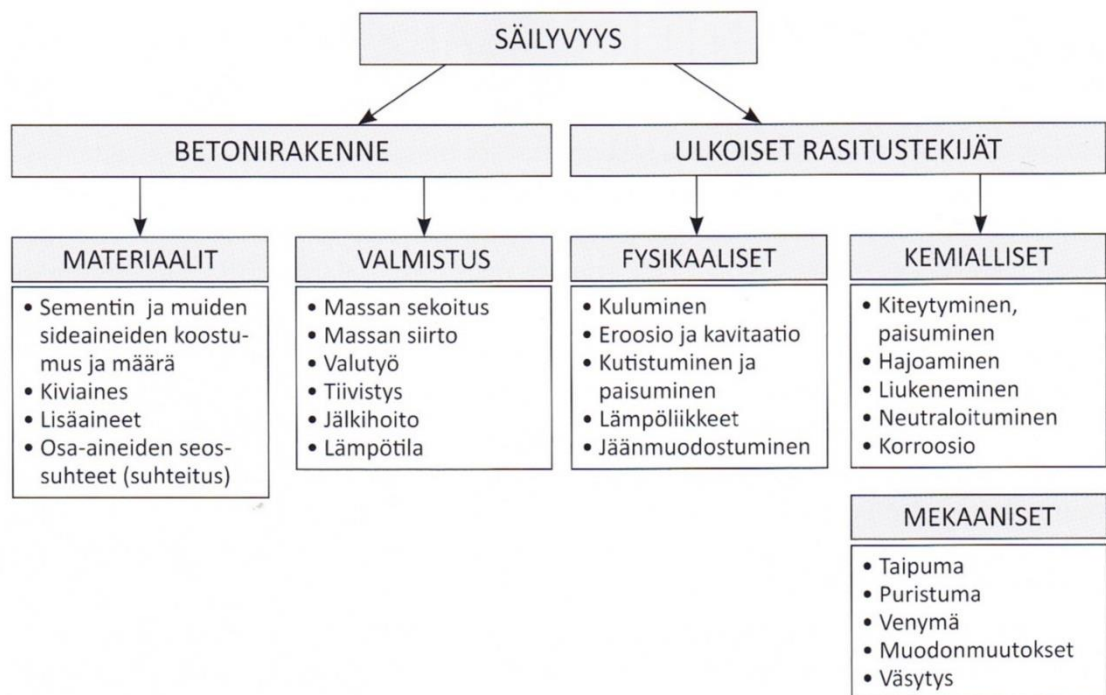 SÄILYVYYS
BETONIRAKENNE
ULKOISET RASITUSTEKIJÄT
MATERIAALIT
• Sementin ja muiden
sideaineiden koostu-
mus ja määrä
• Kiviaines
• Lisäaineet
• Osa-aineiden seos-
suhteet (suhteitus)
VALMISTUS
• Massan sekoitus
• Massan siirto
• Valutyö
• Tiivistys
• Jälkihoito
• Lämpötila
FYSIKAALISET
• Kuluminen
• Eroosio ja kavitaatio
• Kutistuminen ja
paisuminen
• Lämpöliikkeet
• Jäänmuodostuminen
KEMIALLISET
• Kiteytyminen,
paisuminen
• Hajoaminen
• Liukeneminen
• Neutraloituminen
• Korroosio
MEKAANISET
• Taipuma
• Puristuma
• Venymä
• Muodonmuutokset
• Väsytys